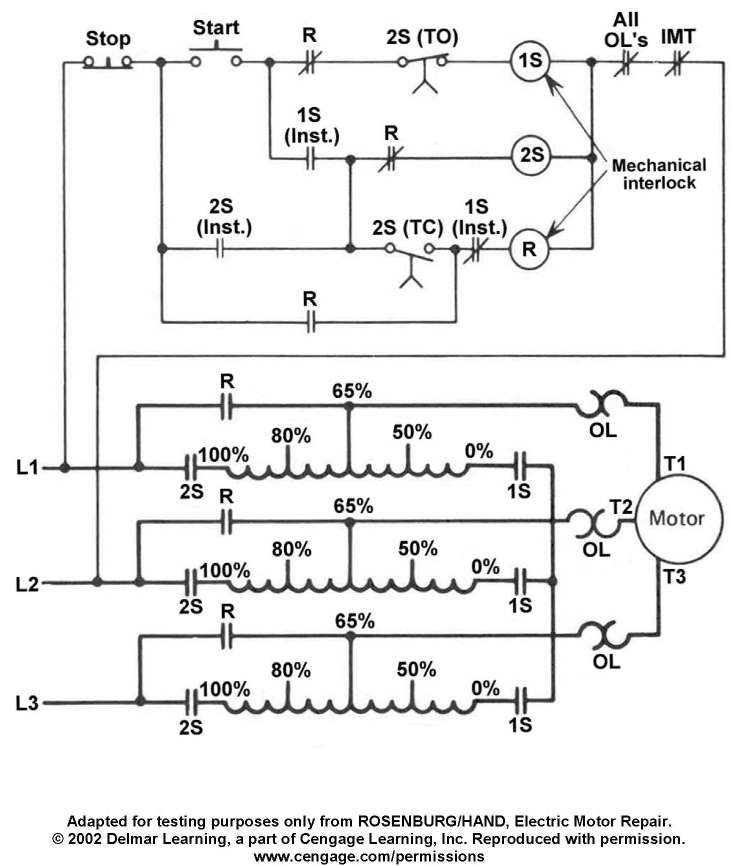 Stop
Start
R
2S (TO)
1S
All
OL's
IMT
1S
(Inst.)
R
2S
Mechanical
interlock
2S
(Inst.)
2S (TC)
1S
(Inst.)
R
R
R
65%
OL
L1
100%
80%
50%
0%
2S
1S
T1
R
65%
T2
Motor
OL
L2
100%
80%
50%
0%
2S
1S
T3
R
65%
OL
L3
100%
80%
50%
0%
2S
1S
Adapted for testing purposes only from ROSENBURG/HAND, Electric Motor Repair.
© 2002 Delmar Learning, a part of Cengage Learning, Inc. Reproduced with permission.
www.cengage.com/permissions